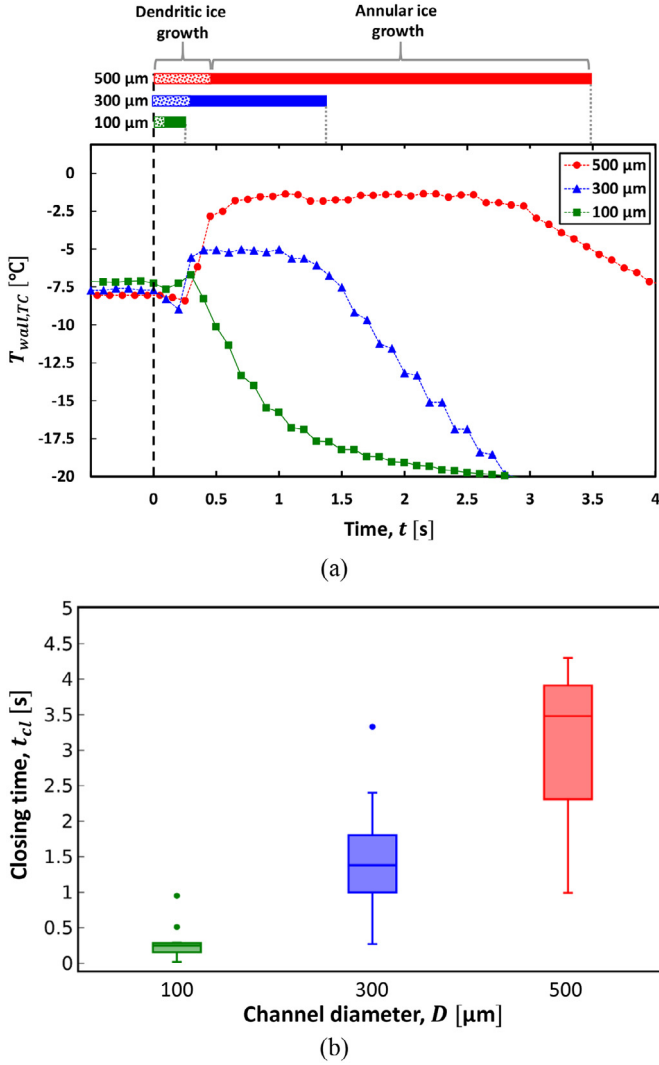 Dendritic ice growth
Annular ice growth
500 μm
300 μm
100 μm
0
-2.5
-5
-7.5
-10
-12.5
-15
-17.5
-20
T_wall,TC [°C]
500 μm
300 μm
100 μm
0 0.5 1 1.5 2 2.5 3 3.5 4
Time, t [s]
(a)
5
4.5
4
3.5
3
2.5
2
1.5
1
0.5
0
Closing time, t_cl [s]
100 300 500
Channel diameter, D [μm]
(b)